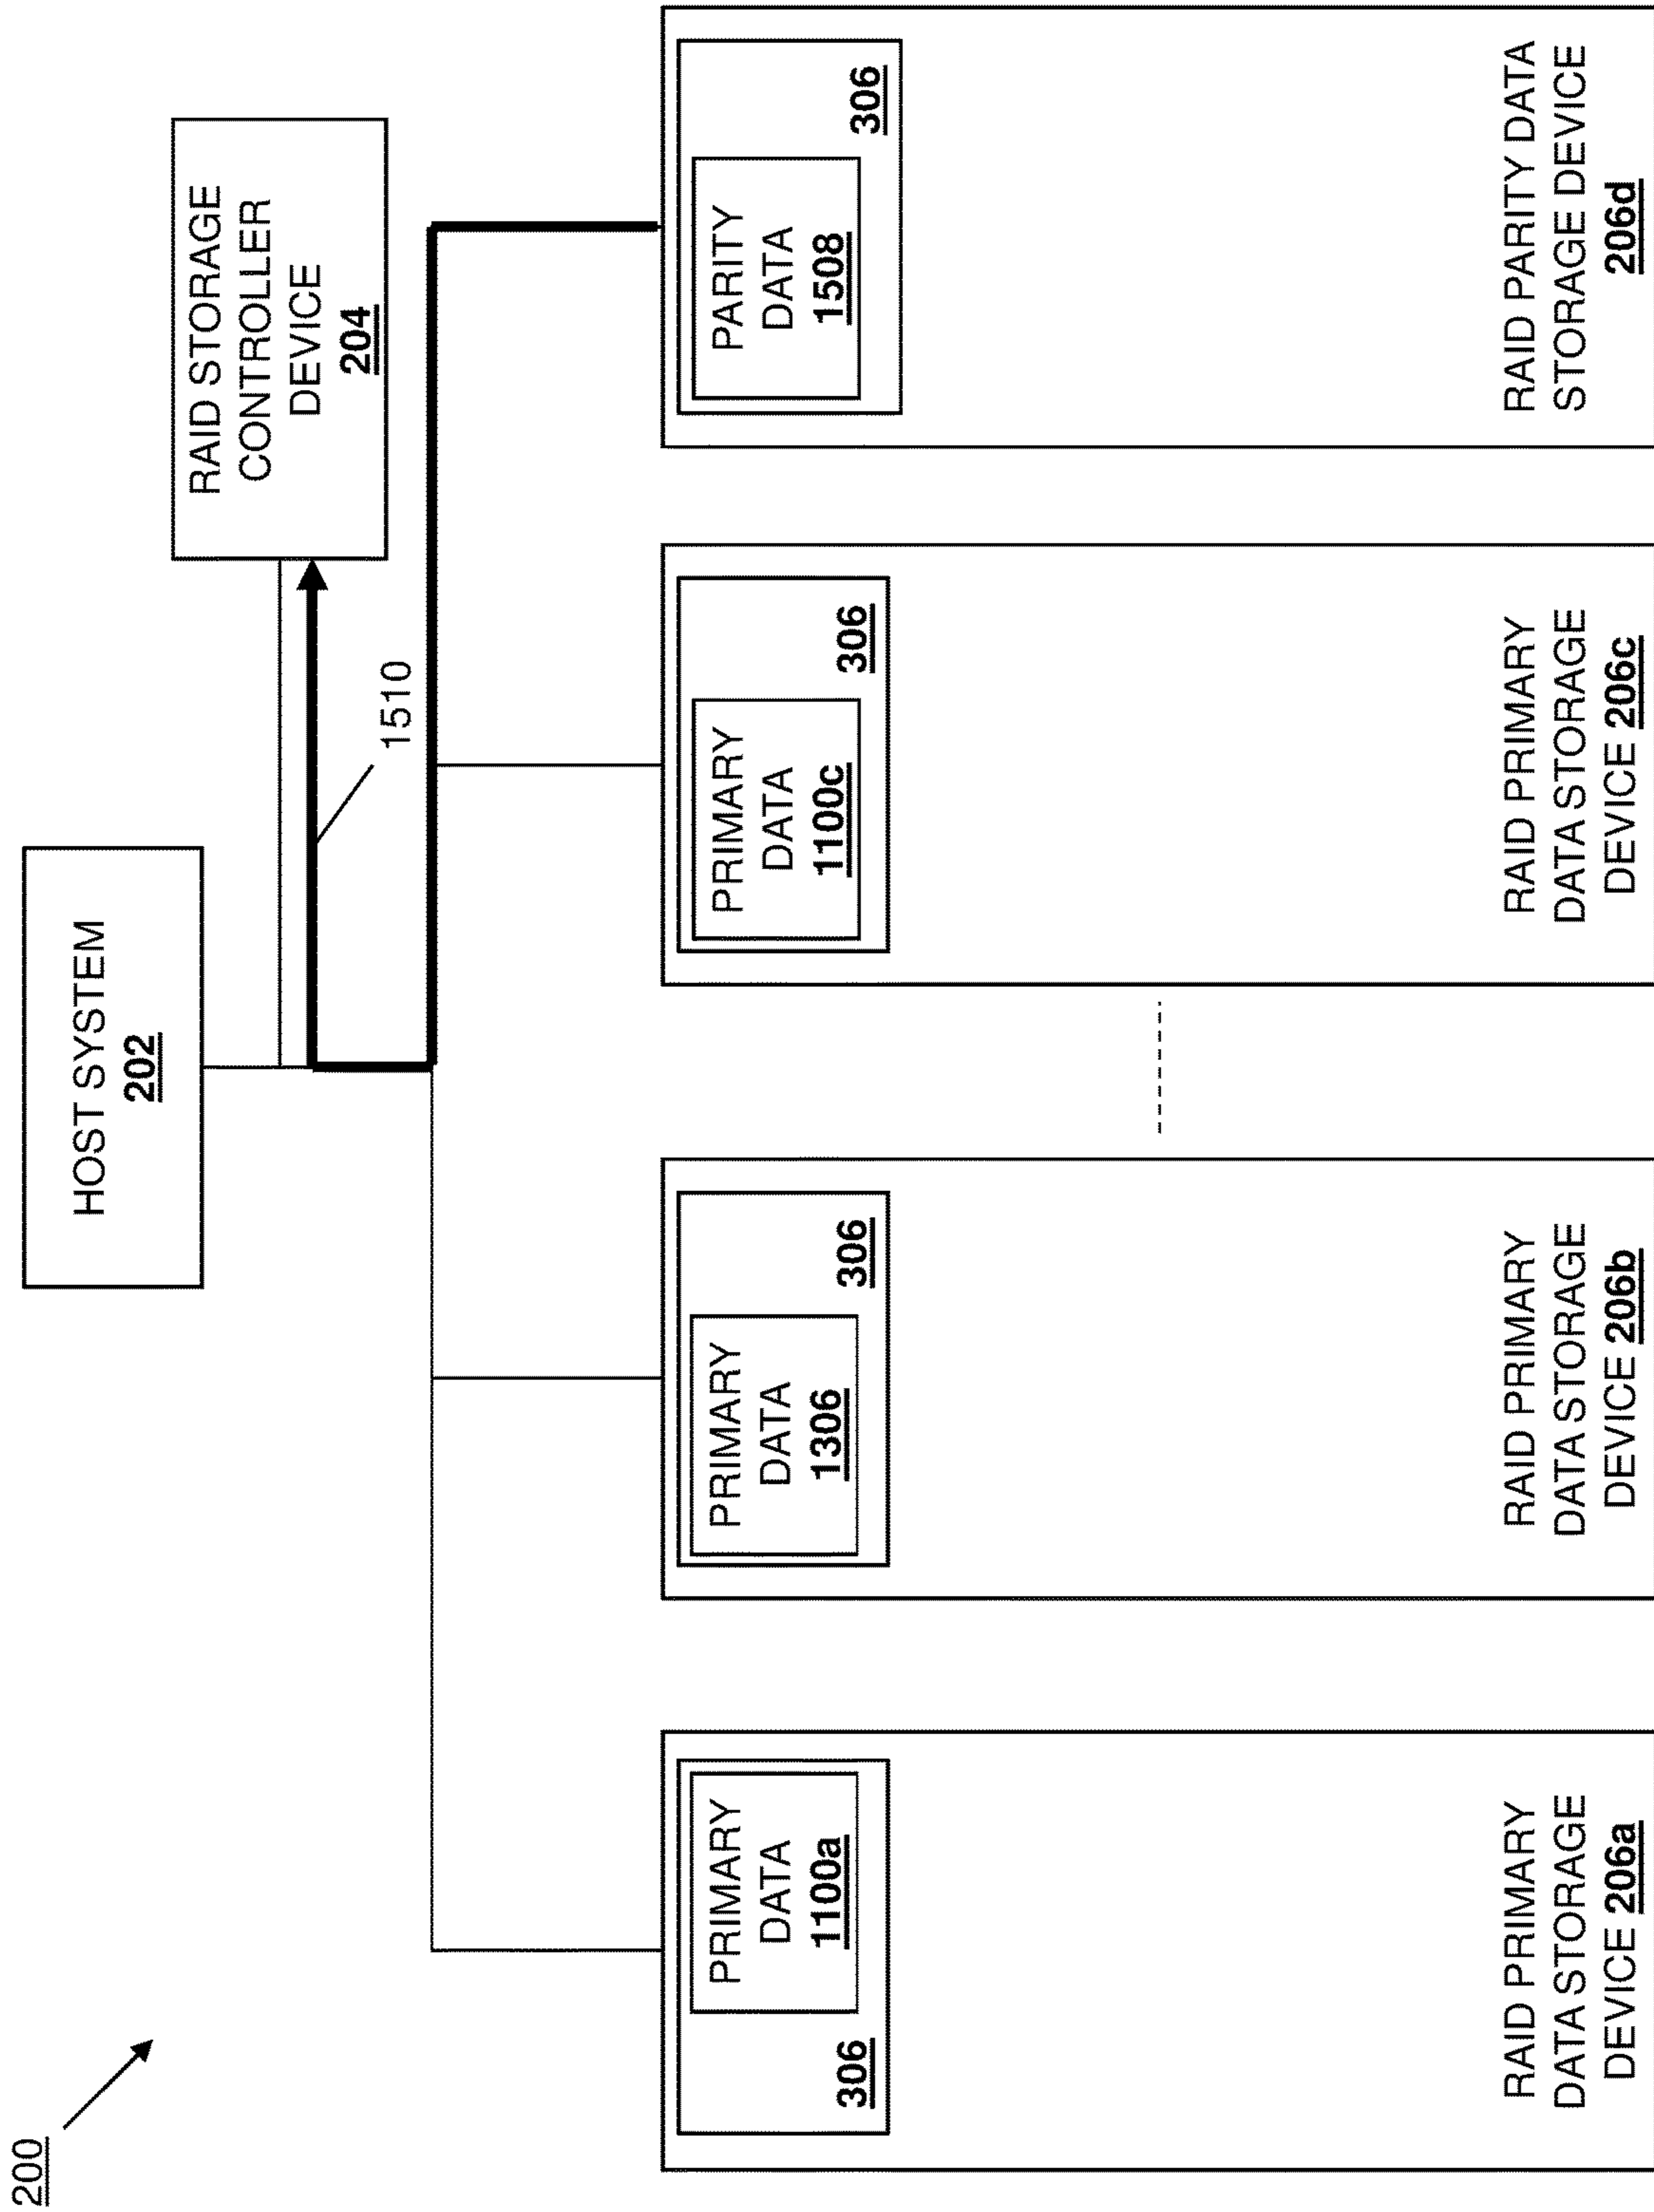 200
HOST SYSTEM
202
RAID STORAGE
CONTROLLER
DEVICE
204
1510
PRIMARY
DATA
1100a
306
RAID PRIMARY
DATA STORAGE
DEVICE 206a
PRIMARY
DATA
1306
306
RAID PRIMARY
DATA STORAGE
DEVICE 206b
PRIMARY
DATA
1100c
306
RAID PRIMARY
DATA STORAGE
DEVICE 206c
PARITY
DATA
1508
306
RAID PARITY DATA
STORAGE DEVICE
206d